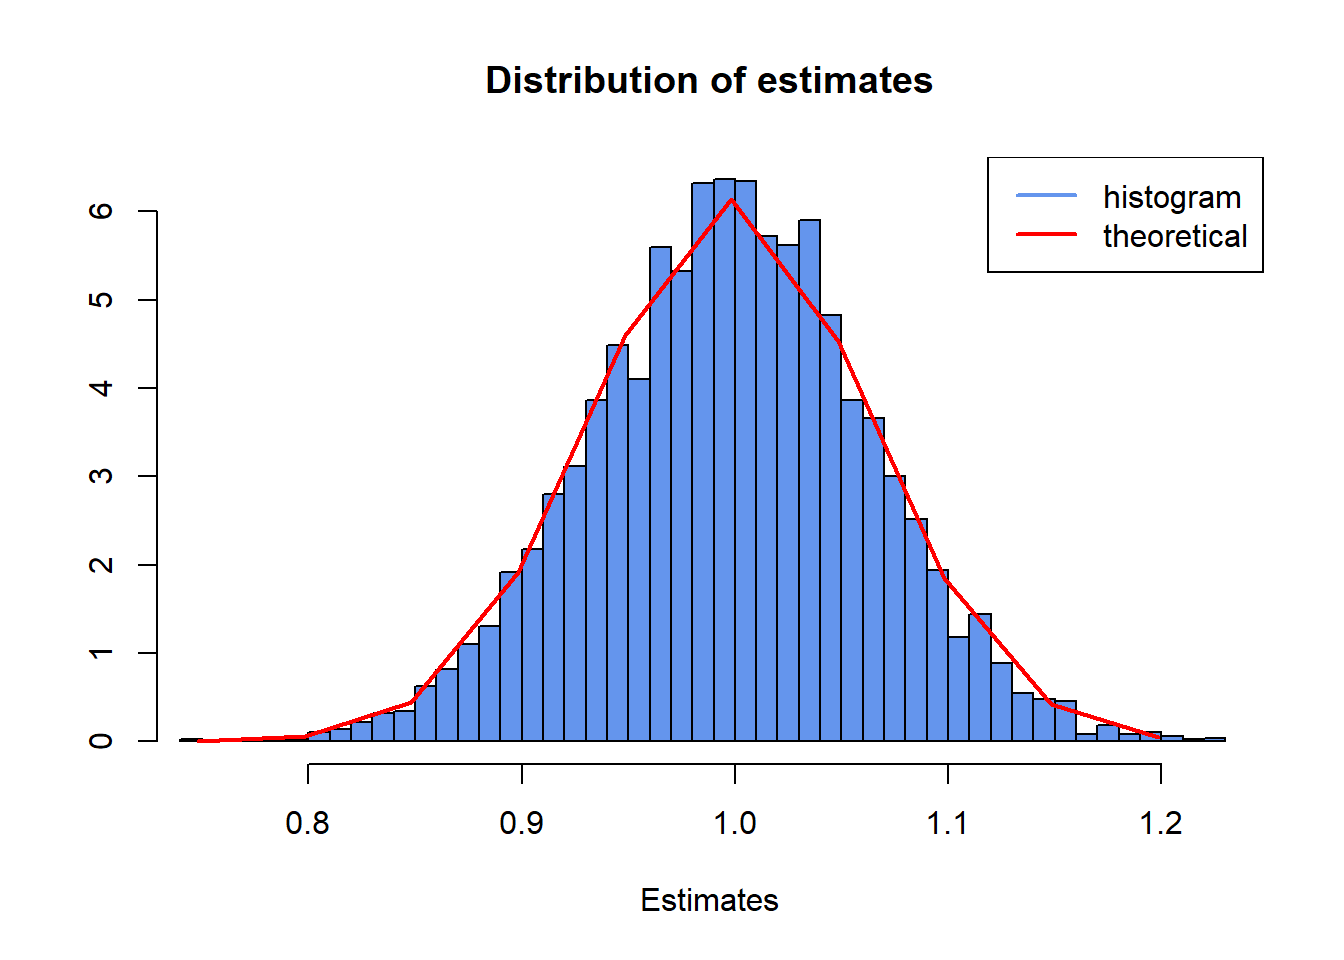 Distribution of estimates
histogram
theoretical
6
5
4
3
2
1
0
0.8 0.9 1.0 1.1 1.2
Estimates